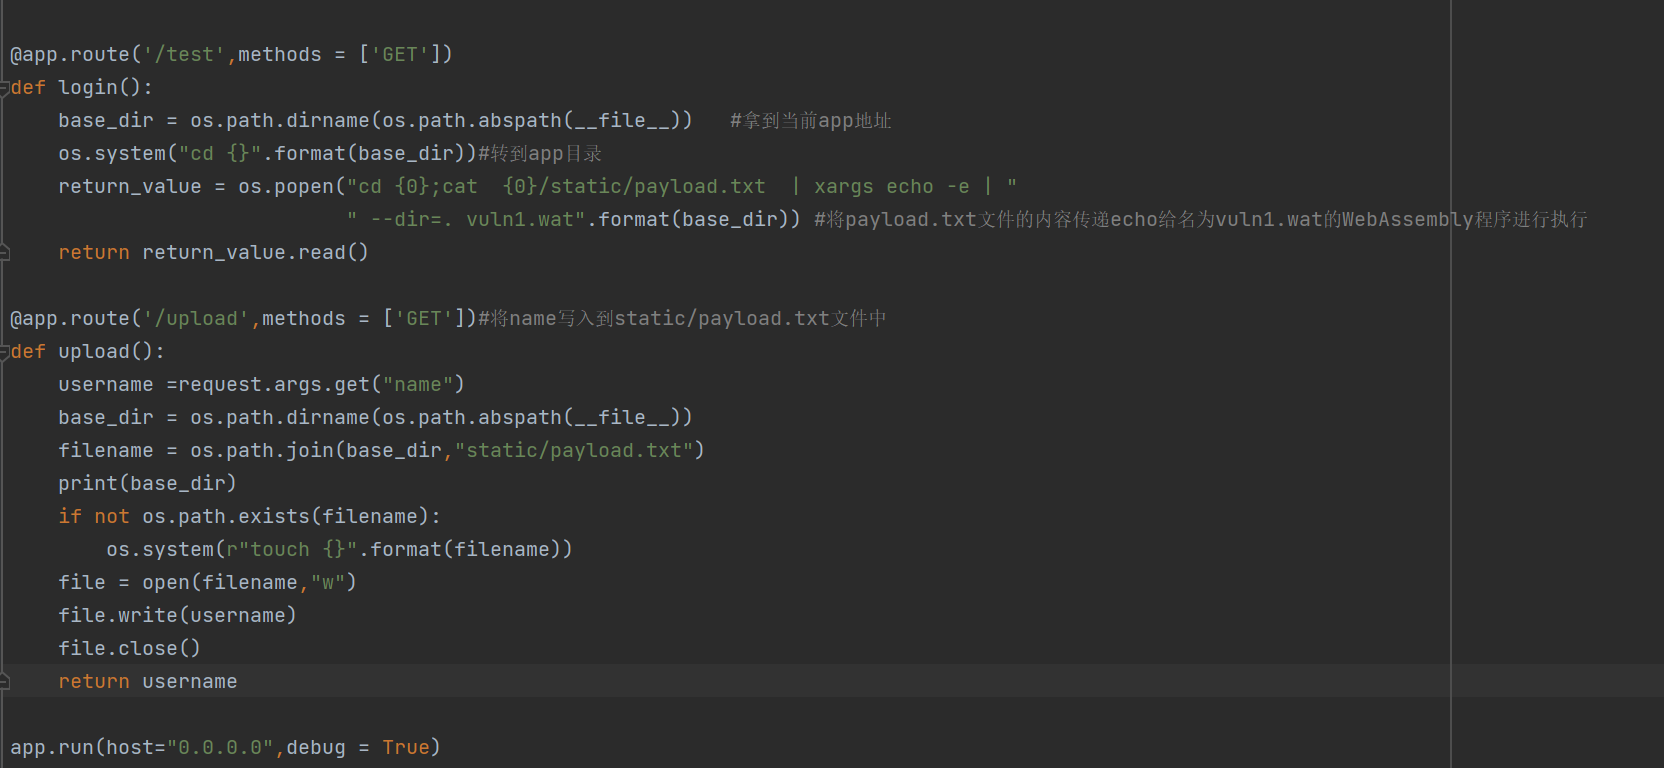 @app.route('/test',methods = ['GET'])
def login():
    base_dir = os.path.dirname(os.path.abspath(__file__))   #拿到当前app地址
    os.system("cd {}".format(base_dir))#转到app目录
    return_value = os.popen("cd {0};cat  {0}/static/payload.txt  | xargs echo -e | "
                            " --dir=. vuln1.wat".format(base_dir)) #将payload.txt文件的内容传递echo给名为vuln1.wat的WebAssembly程序进行执行
    return return_value.read()

@app.route('/upload',methods = ['GET'])#将name写入到static/payload.txt文件中
def upload():
    username =request.args.get("name")
    base_dir = os.path.dirname(os.path.abspath(__file__))
    filename = os.path.join(base_dir,"static/payload.txt")
    print(base_dir)
    if not os.path.exists(filename):
        os.system(r"touch {}".format(filename))
    file = open(filename,"w")
    file.write(username)
    file.close()
    return username

app.run(host="0.0.0.0",debug = True)